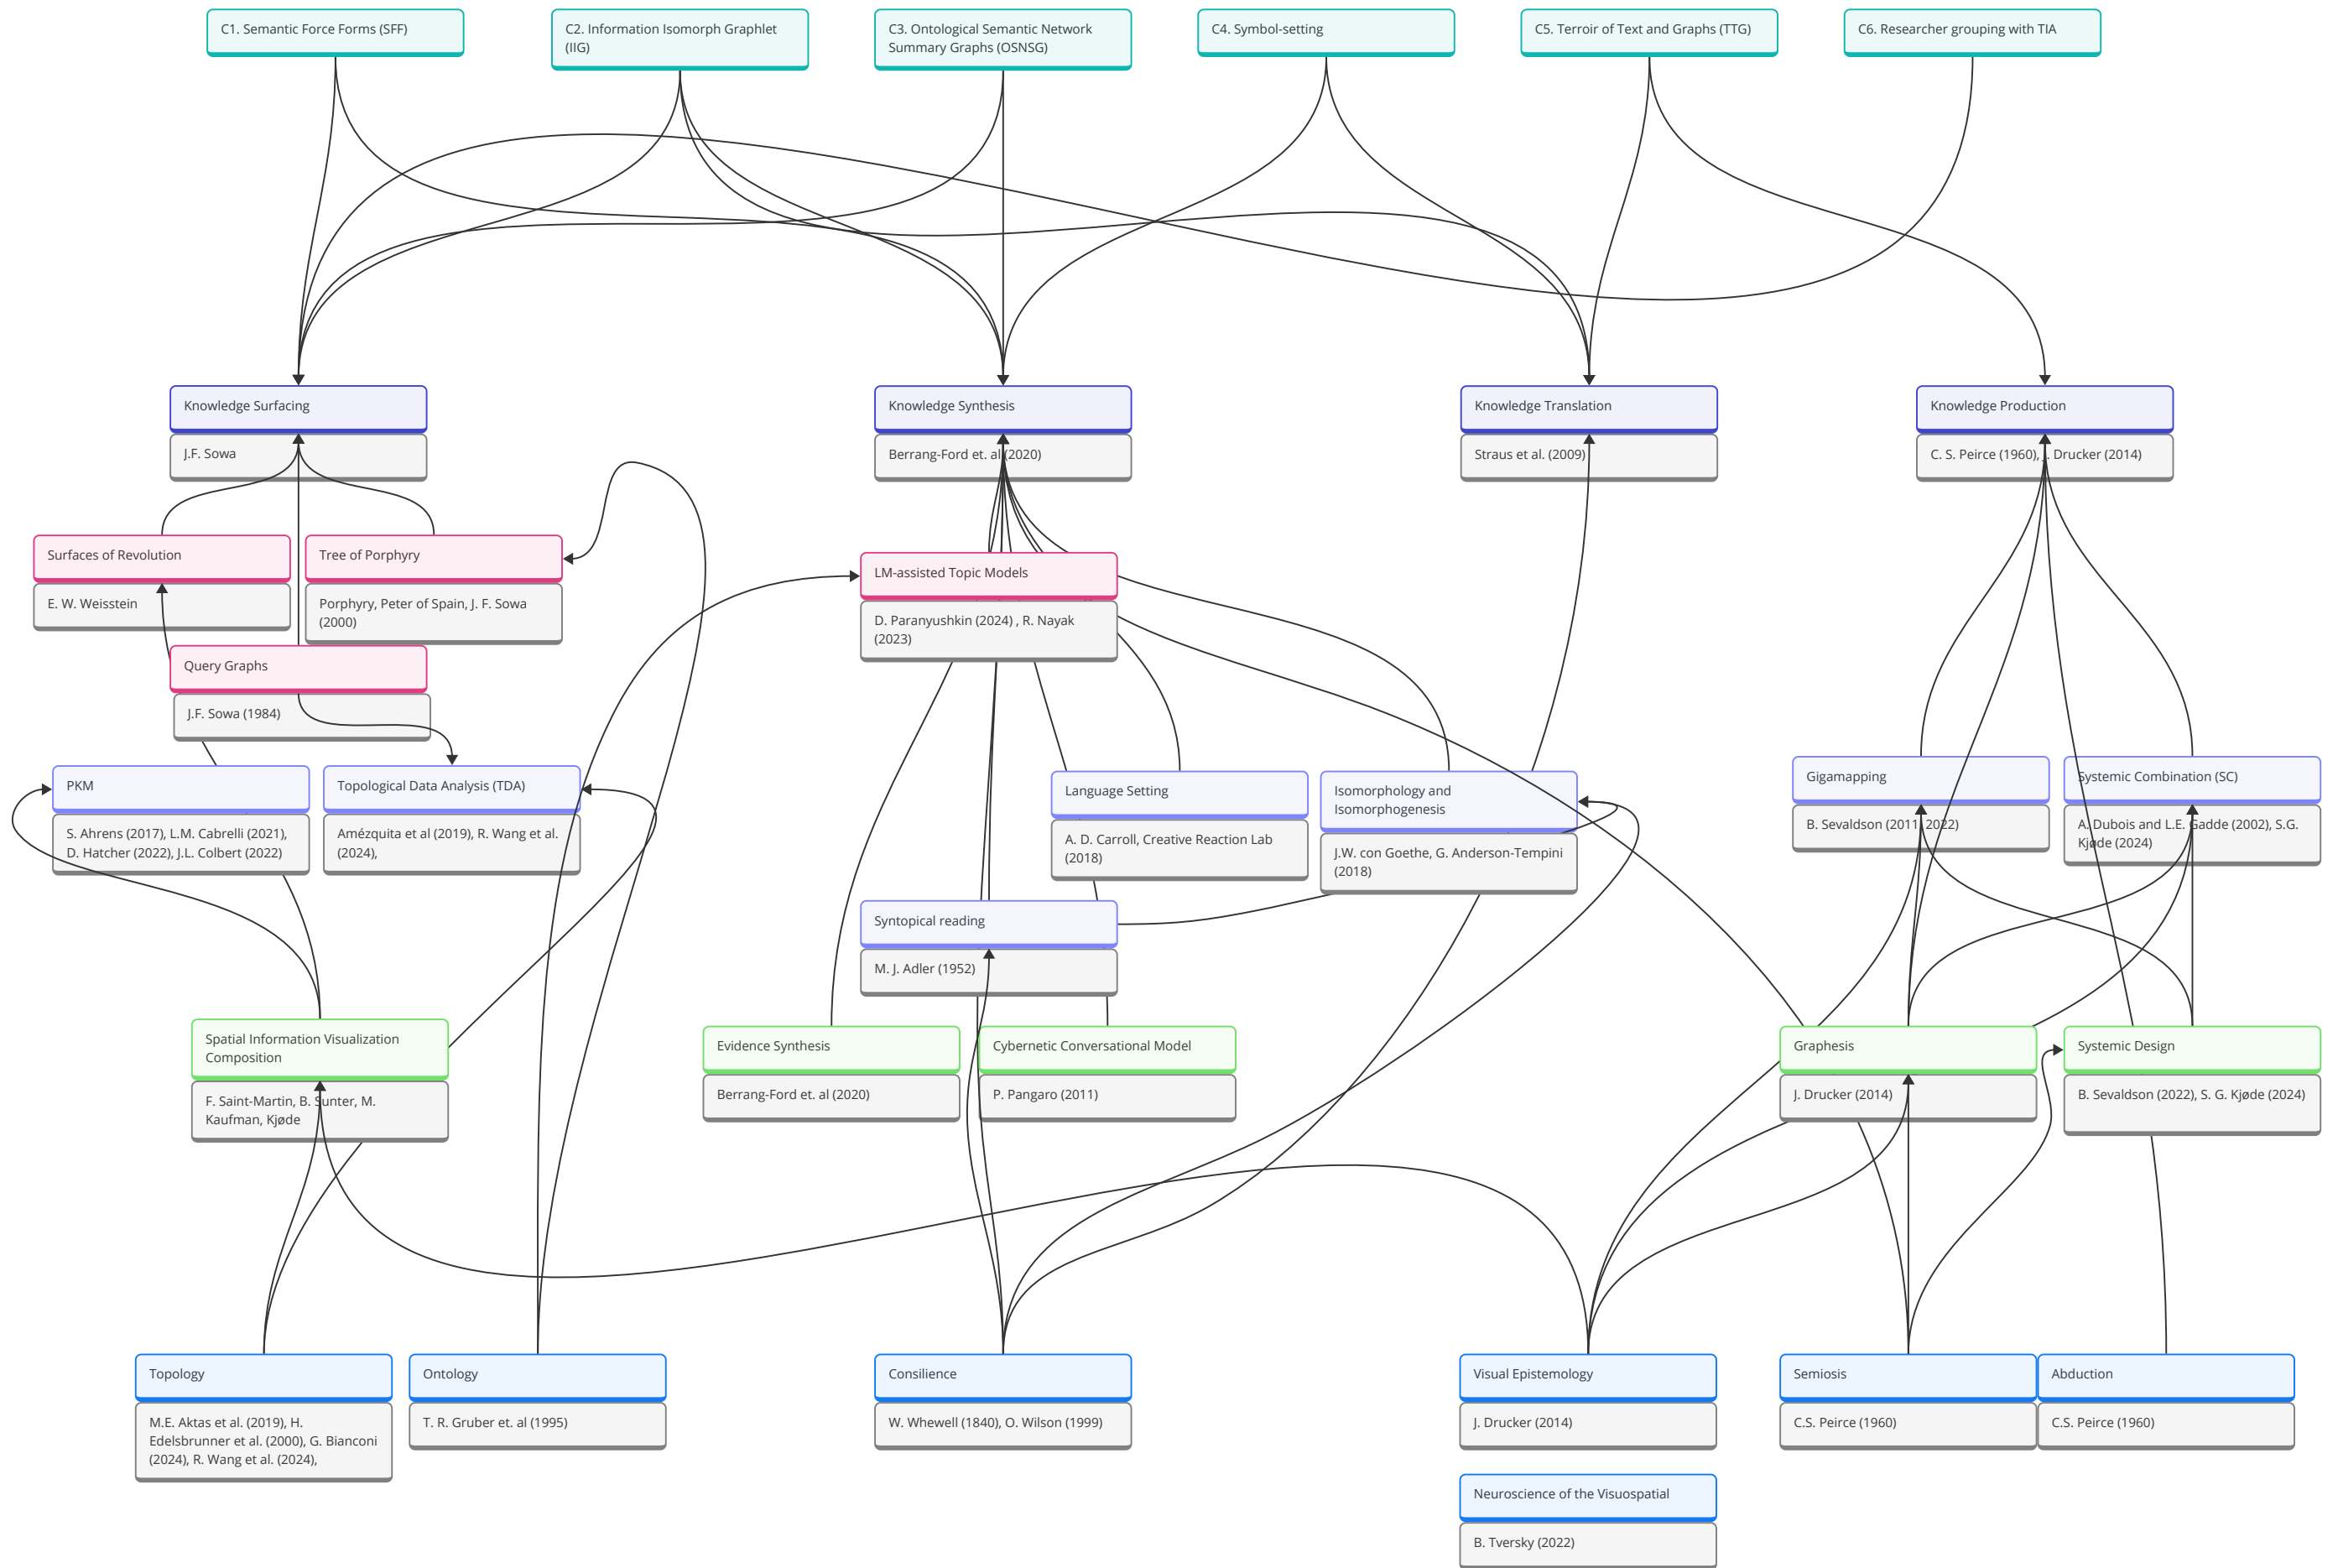 C1. Semantic Force Forms (SFF)
C2. Information Isomorph Graphlet
(IIG)
C3. Ontological Semantic Network
Summary Graphs (OSNSG)
C4. Symbol-setting
C5. Terroir of Text and Graphs (TTG)
C6. Researcher grouping with TIA
Knowledge Surfacing
J.F. Sowa
Knowledge Synthesis
Berrang-Ford et. al (2020)
Knowledge Translation
Straus et al. (2009)
Knowledge Production
C. S. Peirce (1960), J. Drucker (2014)
Surfaces of Revolution
E. W. Weisstein
Tree of Porphyry
Porphyry, Peter of Spain, J. F. Sowa
(2000)
LM-assisted Topic Models
D. Paranyushkin (2024) , R. Nayak
(2023)
Query Graphs
J.F. Sowa (1984)
PKM
S. Ahrens (2017), L.M. Cabrelli (2021),
D. Hatcher (2022), J.L. Colbert (2022)
Topological Data Analysis (TDA)
Amézquita et al (2019), R. Wang et al.
(2024),
Language Setting
A. D. Carroll, Creative Reaction Lab
(2018)
Isomorphology and
Isomorphogenesis
J.W. con Goethe, G. Anderson-Tempini
(2018)
Gigamapping
B. Sevaldson (2011, 2022)
Systemic Combination (SC)
A. Dubois and L.E. Gadde (2002), S.G.
Kjøde (2024)
Syntopical reading
M. J. Adler (1952)
Spatial Information Visualization
Composition
F. Saint-Martin, B. Sunter, M.
Kaufman, Kjøde
Evidence Synthesis
Berrang-Ford et. al (2020)
Cybernetic Conversational Model
P. Pangaro (2011)
Graphesis
J. Drucker (2014)
Systemic Design
B. Sevaldson (2022), S. G. Kjøde (2024)
Topology
M.E. Aktas et al. (2019), H.
Edelsbrunner et al. (2000), G. Bianconi
(2024), R. Wang et al. (2024),
Ontology
T. R. Gruber et. al (1995)
Consilience
W. Whewell (1840), O. Wilson (1999)
Visual Epistemology
J. Drucker (2014)
Semiosis
C.S. Peirce (1960)
Abduction
C.S. Peirce (1960)
Neuroscience of the Visuospatial
B. Tversky (2022)